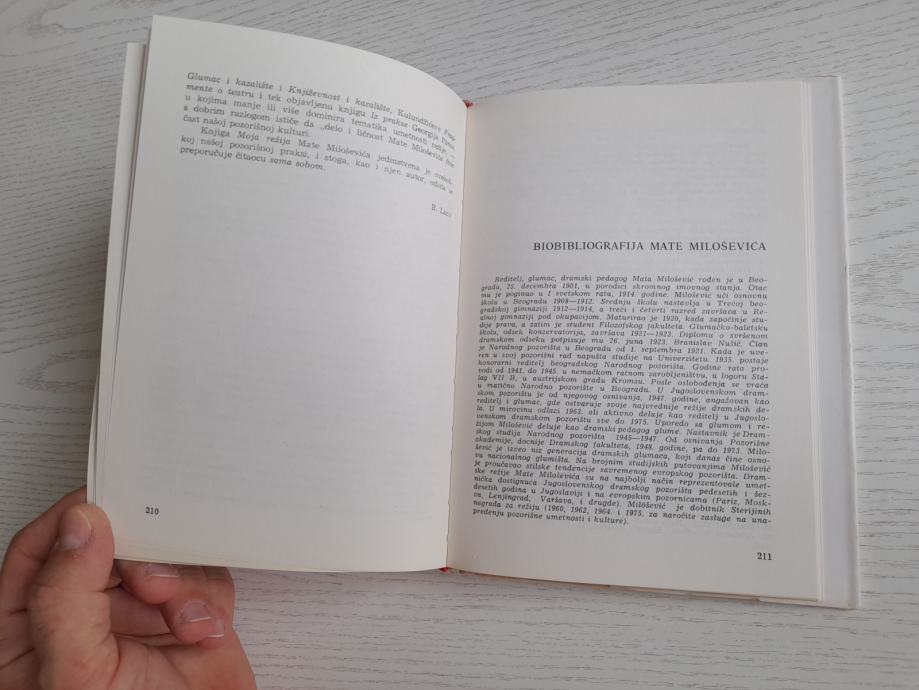 Glumac i kazalište i Književnost i kazalište, Kulundžićeve Frag-
mente o teatru i tek objavljenu knjigu Iz prakse Georgija Para,
u kojima manje ili više dominira tematika umetnosti režije, —
s dobrim razlogom ističe da „delo i ličnost Mate Miloševića čine
čast našoj pozorišnoj kulturi.
Knjiga Moja režija Mate Miloševića jedinstvena je u
koj našoj pozorišnoj praksi, i stoga, kao i njen autor, odista se
preporučuje čitaocu sama sobom.
R. Lazić
210
BIOBIBLIOGRAFIJA MATE MILOŠEVIĆA
Reditelj, glumac, dramski pedagog Mata Milošević rođen je u Beo-
gradu, 25. decembra 1901, u porodici skromnog imovnog stanja. Otac
mu je poginuo u I svetskom ratu, 1914. godine. Milošević uči osnovnu
školu u Beogradu 1908—1912. Srednju školu nastavlja u Trećoj beo-
gradskoj gimnaziji 1912—1914, a treći i četvrti razred završava u Re-
alnoj gimnaziji pod okupacijom. Maturirao je 1920, kada započinje stu-
dije prava, a zatim je student Filozofskog fakulteta. Glumačko-baletsku
školu, odsek konzervatorija, završava 1921—1923. Diplomu o svršenom
dramskom odseku potpisuje mu 26. juna 1923. Branislav Nušić. Član
je Narodnog pozorišta u Beogradu od 1. septembra 1921. Kada je uve-
ren u svoj pozorišni rad napušta studije na Univerzitetu. 1935. postaje
honorarni reditelj beogradskog Narodnog pozorišta. Godine rata pro-
vodi od 1941. do 1945. u nemačkom ratnom zarobljeništvu, u logoru Sta-
lag VII B, u austrijskom gradu Kremsu. Posle oslobođenja se vraća
u matično Narodno pozorište u Beogradu. U Jugoslovenskom dram-
skom pozorištu je od njegovog osnivanja, 1947. godine, angažovan kao
reditelj i glumac, gde ostvaruje svoje najvrednije režije dramskih de-
la. U mirovinu odlazi 1963. ali aktivno deluje kao reditelj u Jugoslo-
venskom dramskom pozorištu sve do 1975. Uporedo sa glumom i re-
žijom Milošević deluje kao dramski pedagog glume. Nastavnik je Dram-
skog studija Narodnog pozorišta 1945—1947. Od osnivanja Pozorišne
akademije, docnije Dramskog fakulteta, 1948. godine, pa do 1973. Milo-
šević je izveo niz generacija dramskih glumaca, koji danas čine osno-
vu nacionalnog glumišta. Na brojnim studijskih putovanjima Milošević
je proučavao stilske tendencije savremenog evropskog pozorišta. Dram-
ske režije Mate Miloševića su na najbolji način reprezentovale umet-
nička dostignuća Jugoslovenskog dramskog pozorišta pedesetih i šez-
desetih godina u Jugoslaviji i na evropskim pozornicama (Pariz, Mosk-
va, Lenjingrad, Varšava, i drugde). Milošević je dobitnik Sterijinih
nagrada za režiju (1960, 1962, 1964. i 1975. za naročite zasluge na una-
pređenju pozorišne umetnosti i kulture).
211